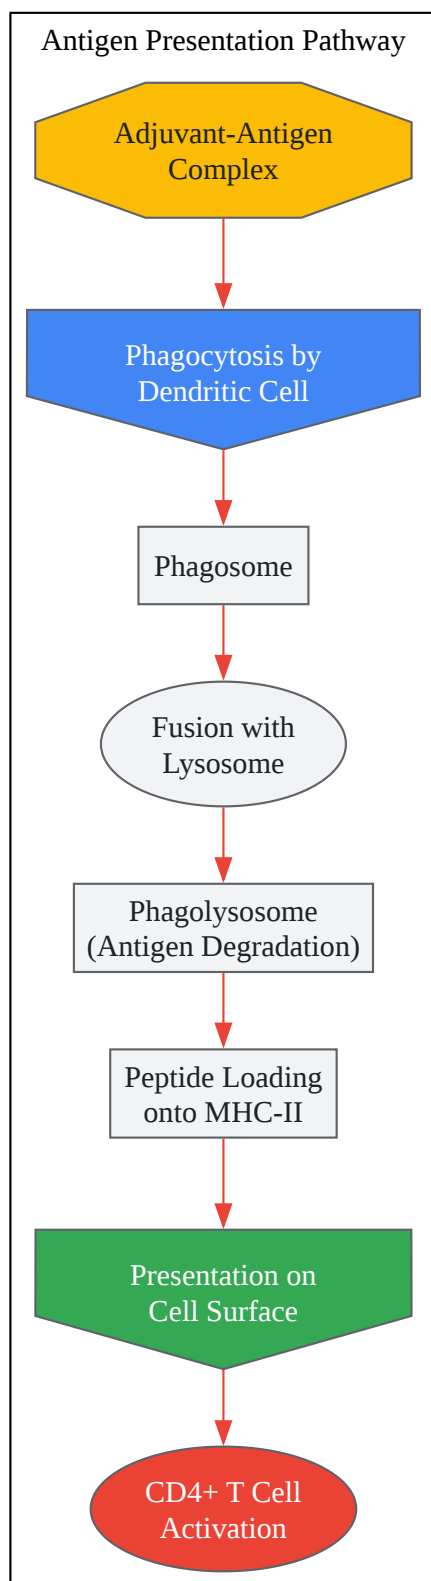 Antigen Presentation Pathway
Adjuvant-Antigen
Complex
Phagocytosis by
Dendritic Cell
Phagosome
Fusion with
Lysosome
Phagolysosome
(Antigen Degradation)
Peptide Loading
onto MHC-II
Presentation on
Cell Surface
CD4+ T Cell
Activation